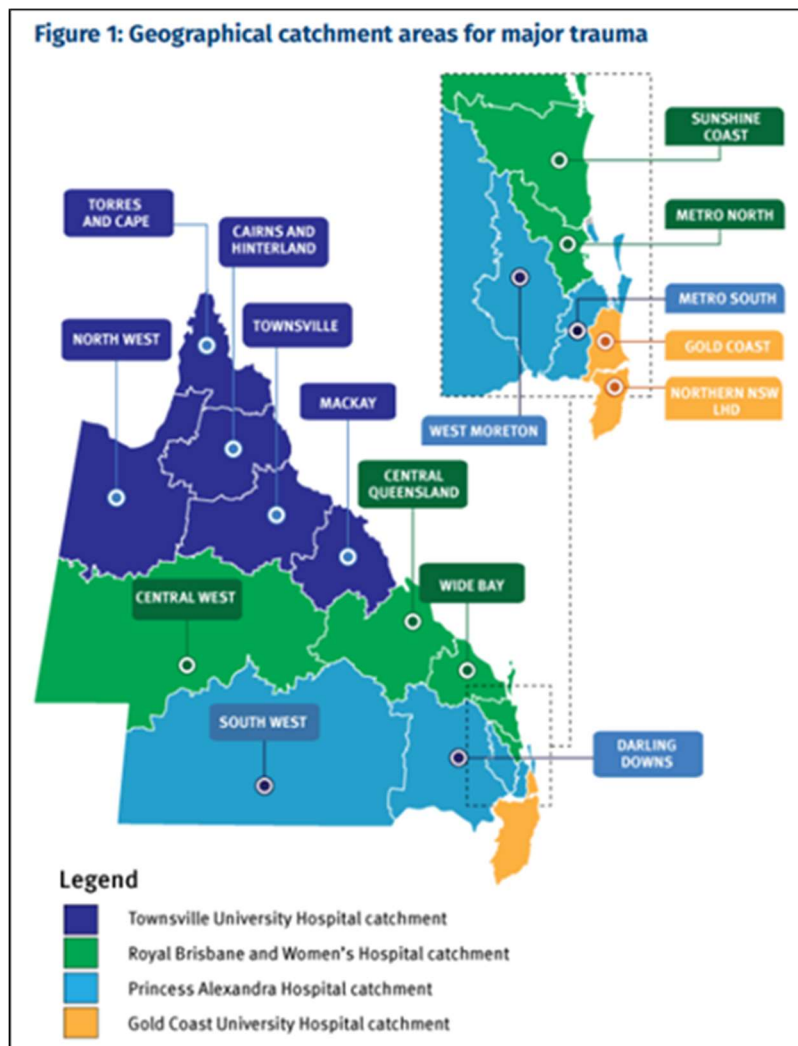 Figure 1: Geographical catchment areas for major trauma
SUNSHINE
COAST
TORRES
AND CAPE
METRO NORTH
CAIRNS AND
HINTERLAND
METRO SOUTH
NORTH WEST
TOWNSVILLE
GOLD COAST
MACKAY
NORTHERN NSW
LHD
WEST MORETON
CENTRAL
QUEENSLAND
WIDE BAY
CENTRAL WEST
SOUTH WEST
DARLING
DOWNS
Legend
Townsville University Hospital catchment
Royal Brisbane and Women's Hospital catchment
Princess Alexandra Hospital catchment
Gold Coast University Hospital catchment